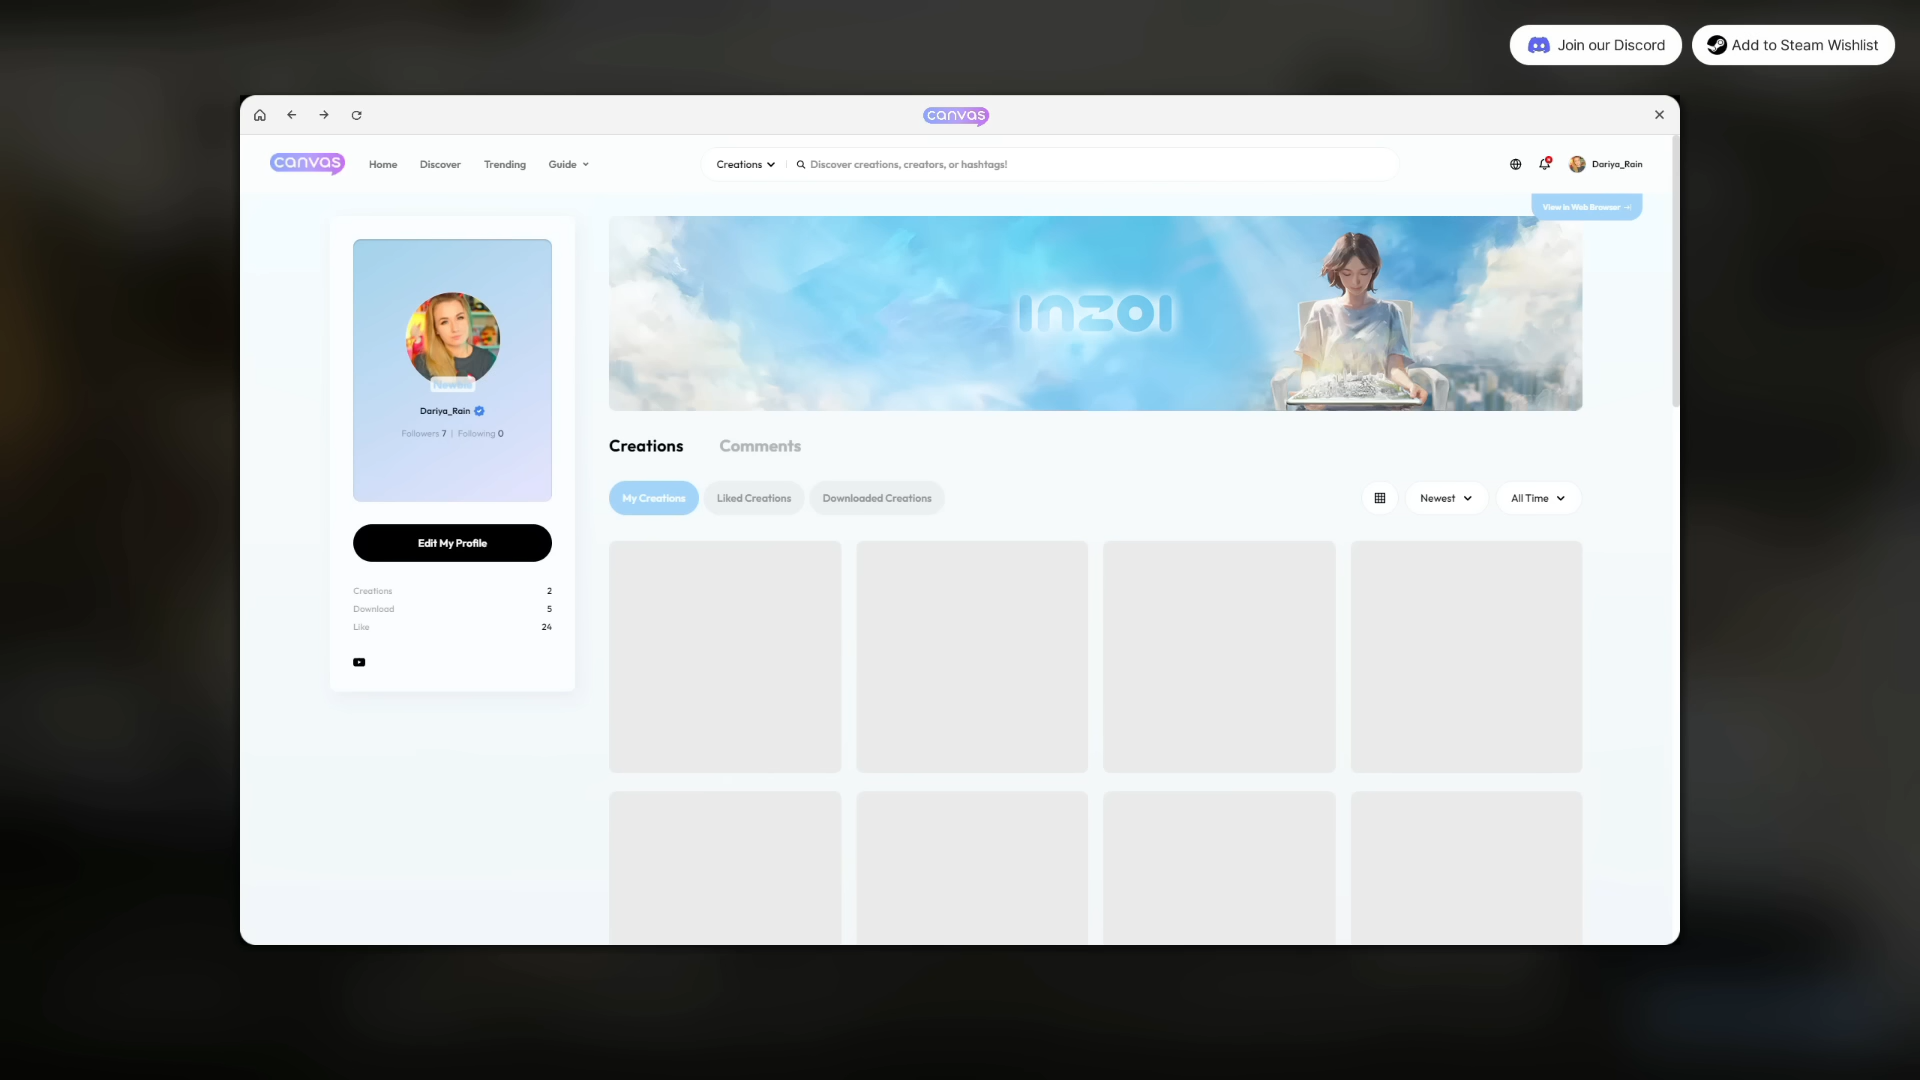 Join our Discord
Add to Steam Wishlist
canvas
canvas
Home
Discover
Trending
Guide
Creations
Discover creations, creators, or hashtags!
Dariya_Rain
View in Web Browser
inZOI
Newbie
Dariya_Rain
Followers 7 | Following 0
Edit My Profile
Creations 2
Download 5
Like 24
Creations
Comments
My Creations
Liked Creations
Downloaded Creations
Newest
All Time